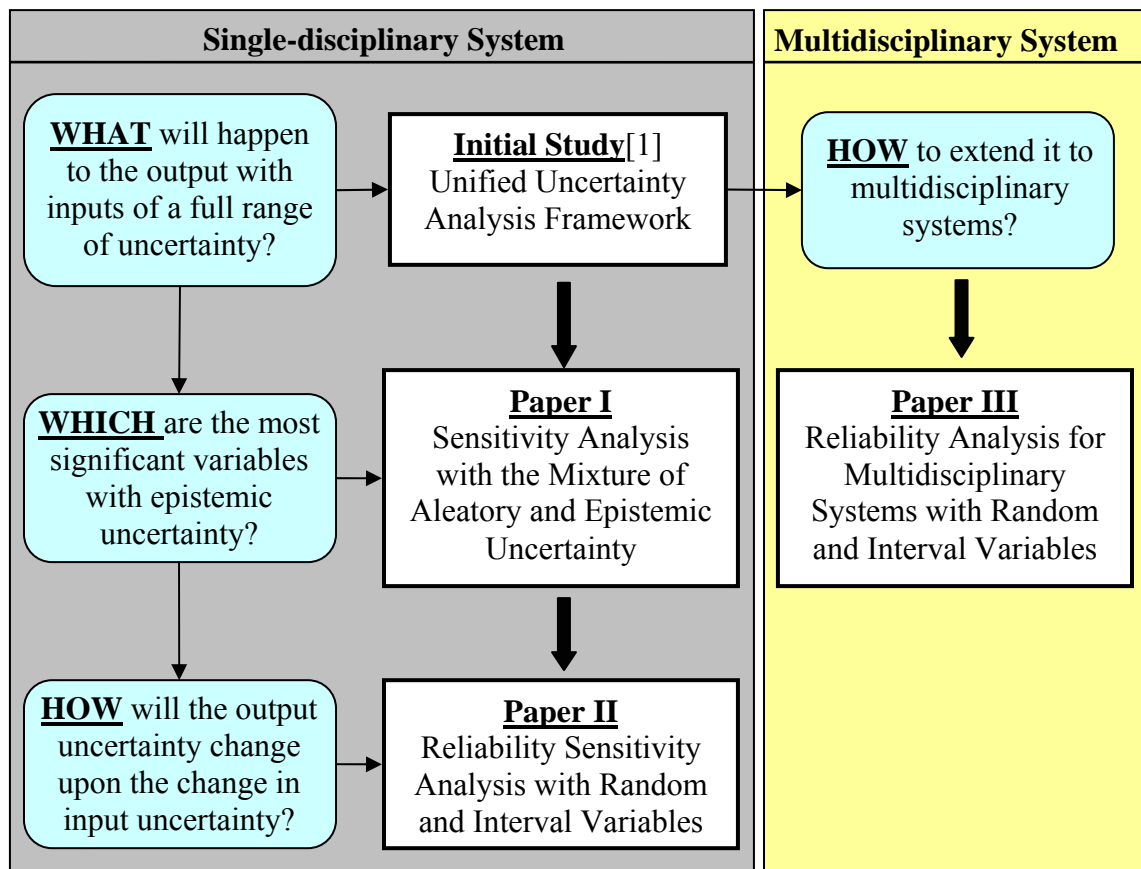 Single-disciplinary System
Multidisciplinary System
WHAT will happen
to the output with
inputs of a full range
of uncertainty?
Initial Study[1]
Unified Uncertainty
Analysis Framework
HOW to extend it to
multidisciplinary
systems?
WHICH are the most
significant variables
with epistemic
uncertainty?
Paper I
Sensitivity Analysis
with the Mixture of
Aleatory and Epistemic
Uncertainty
Paper III
Reliability Analysis for
Multidisciplinary
Systems with Random
and Interval Variables
HOW will the output
uncertainty change
upon the change in
input uncertainty?
Paper II
Reliability Sensitivity
Analysis with Random
and Interval Variables